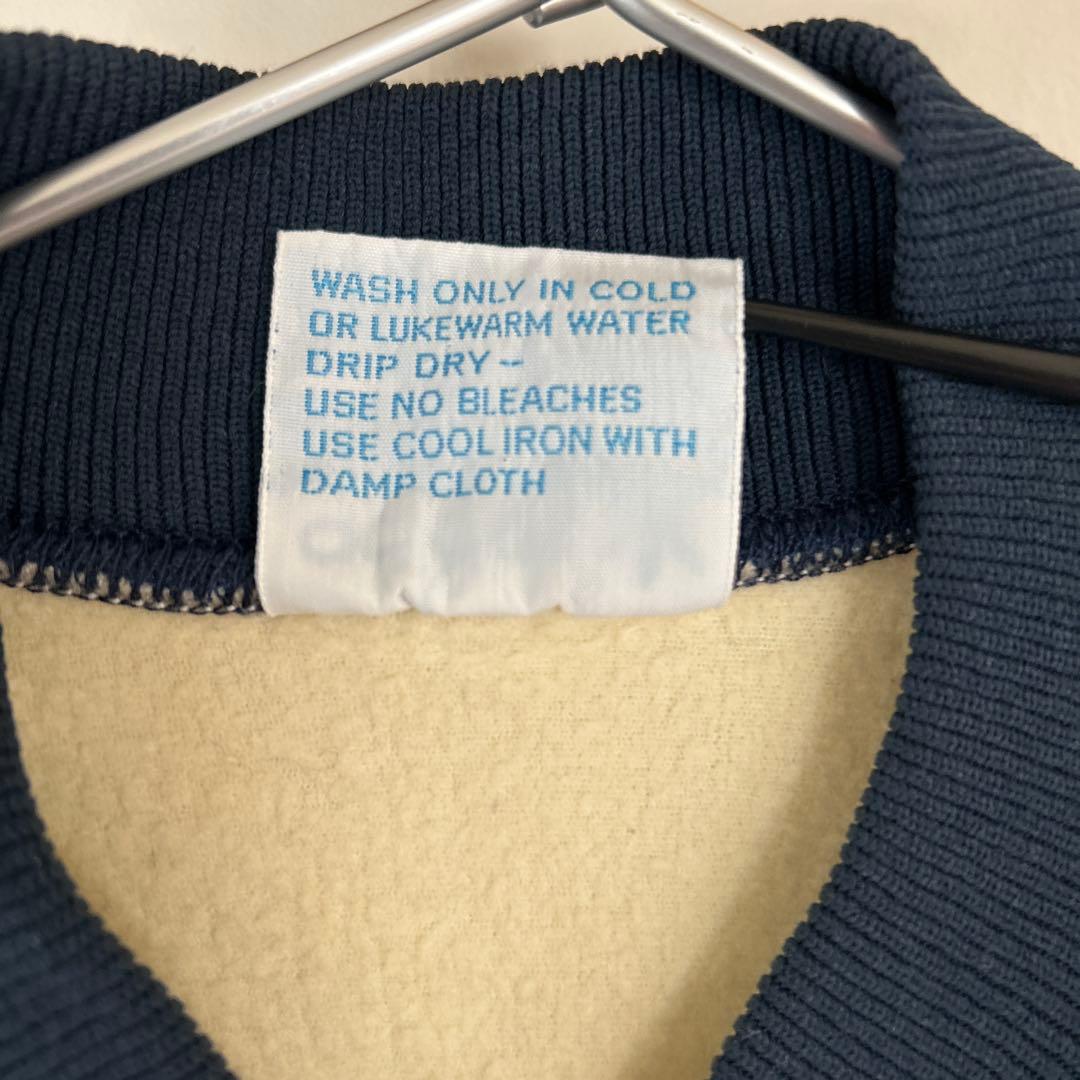 WASH ONLY IN COLD
OR LUKEWARM WATER
DRIP DRY –
USE NO BLEACHES
USE COOL IRON WITH
DAMP CLOTH